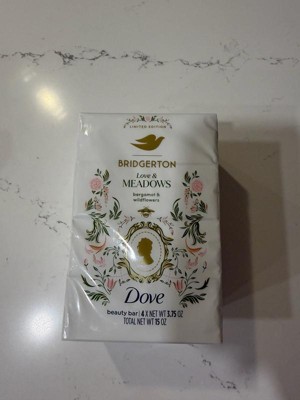 LIMITED EDITION
BRIDGERTON
Love &
MEADOWS
bergamot &
wildflowers
Dove
beauty bar | 4 X NET WT 3.75 OZ
TOTAL NET WT 15 OZ